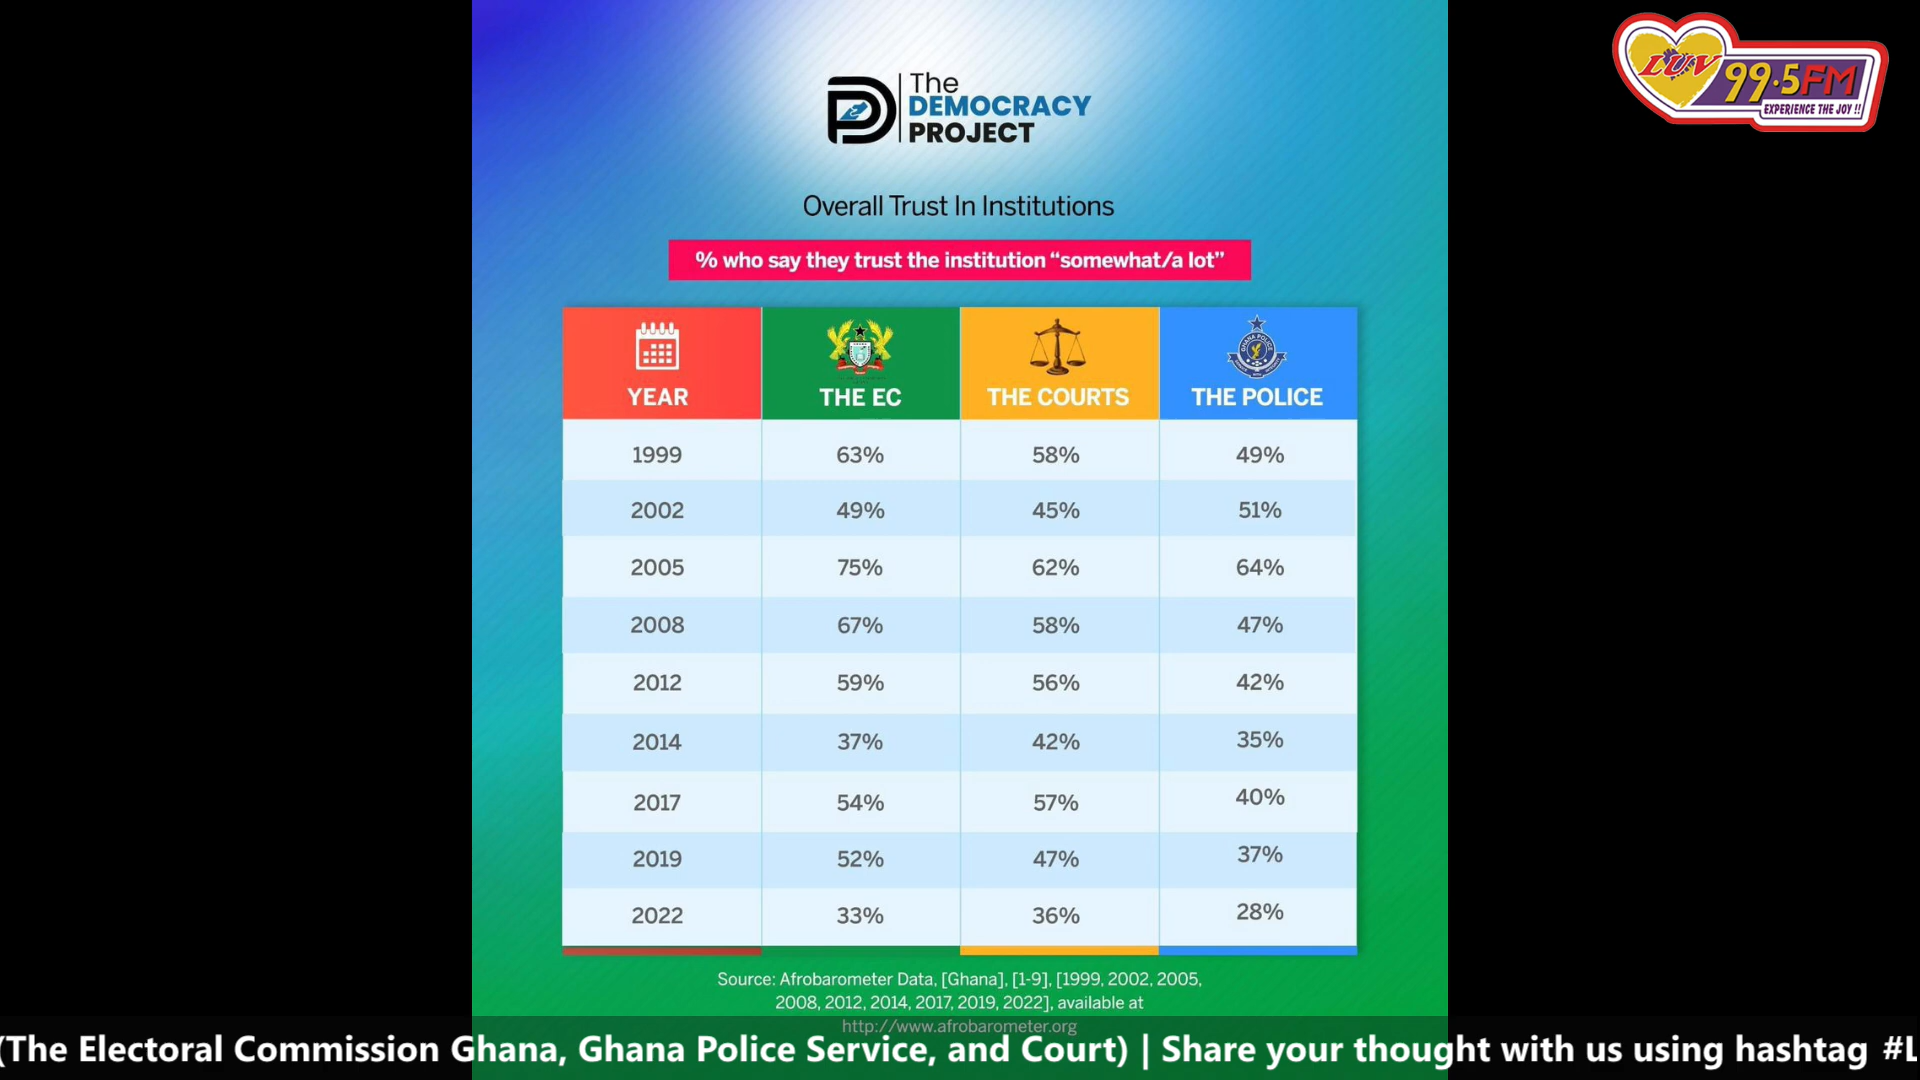 LUV 99.5FM
EXPERIENCE THE JOY !!
The
DEMOCRACY
PROJECT
Overall Trust In Institutions
% who say they trust the institution “somewhat/a lot”
YEAR THE EC THE COURTS THE POLICE
1999 63% 58% 49%
2002 49% 45% 51%
2005 75% 62% 64%
2008 67% 58% 47%
2012 59% 56% 42%
2014 37% 42% 35%
2017 54% 57% 40%
2019 52% 47% 37%
2022 33% 36% 28%
Source: Afrobarometer Data, [Ghana], [1-9], [1999, 2002, 2005,
2008, 2012, 2014, 2017, 2019, 2022], available at
http://www.afrobarometer.org
(The Electoral Commission Ghana, Ghana Police Service, and Court) | Share your thought with us using hashtag #L